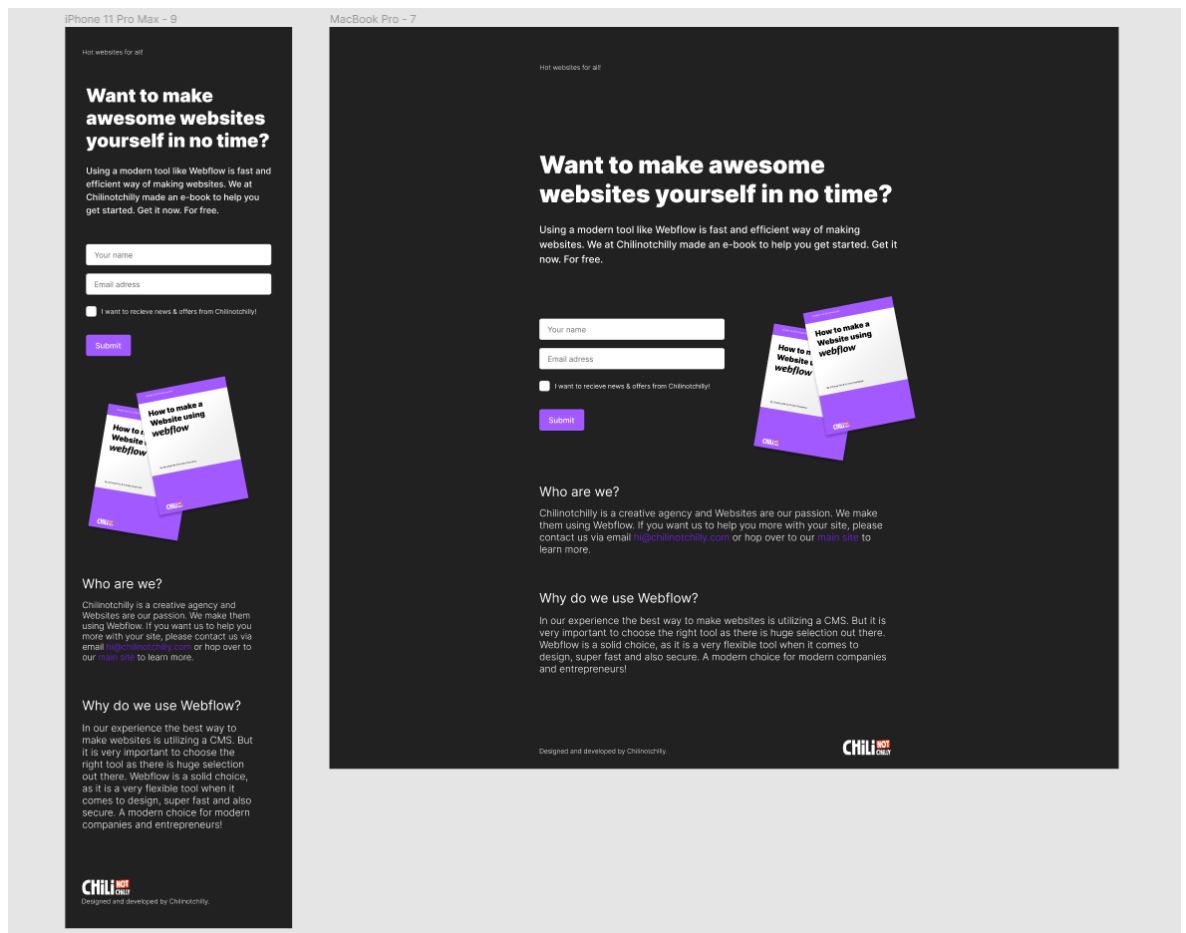 iPhone 11 Pro Max - 9
Hot websites for all!
Want to make
awesome websites
yourself in no time?
Using a modern tool like Webflow is fast and
efficient way of making websites. We at
Chilinotchilly made an e-book to help you
get started. Get it now. For free.
Your name
Email adress
I want to recieve news & offers from Chilinotchilly!
Submit
How to make a
Website using
webflow
How to
Website
webflow
CHiLi
CHiLi
Who are we?
Chilinotchilly is a creative agency and
Websites are our passion. We make them
using Webflow. If you want us to help you
more with your site, please contact us via
email hi@chilinotchilly.com or hop over to
our main site to learn more.
Why do we use Webflow?
In our experience the best way to
make websites is utilizing a CMS. But
it is very important to choose the
right tool as there is huge selection
out there. Webflow is a solid choice,
as it is a very flexible tool when it
comes to design, super fast and also
secure. A modern choice for modern
companies and entrepreneurs!
CHiLi NOT CHILLY
Designed and developed by Chilinotchilly.
MacBook Pro - 7
Hot websites for all!
Want to make awesome
websites yourself in no time?
Using a modern tool like Webflow is fast and efficient way of making
websites. We at Chilinotchilly made an e-book to help you get started. Get it
now. For free.
Your name
Email adress
I want to recieve news & offers from Chilinotchilly!
Submit
How to make a
Website using
webflow
How to
Website
webflow
CHiLi
CHiLi
Who are we?
Chilinotchilly is a creative agency and Websites are our passion. We make
them using Webflow. If you want us to help you more with your site, please
contact us via email hi@chilinotchilly.com or hop over to our main site to
learn more.
Why do we use Webflow?
In our experience the best way to make websites is utilizing a CMS. But it is
very important to choose the right tool as there is huge selection out there.
Webflow is a solid choice, as it is a very flexible tool when it comes to
design, super fast and also secure. A modern choice for modern companies
and entrepreneurs!
Designed and developed by Chilinotchilly.
CHiLi NOT CHILLY